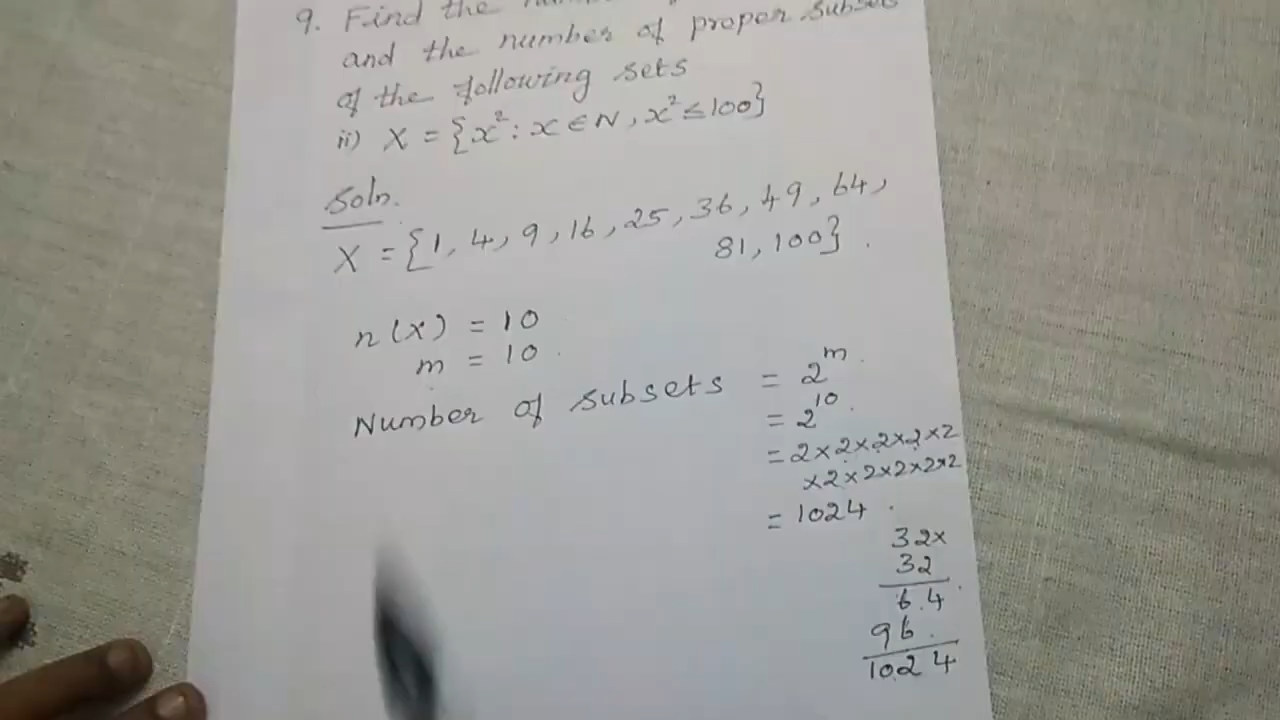 9. Find the
and the number of proper subset
of the following sets
ii) X = {x² : x ∈ N, x² ≤ 100}
Soln.
X = {1, 4, 9, 16, 25, 36, 49, 64,
81, 100}.
n(X) = 10
m = 10.
Number of subsets = 2^m.
= 2^10.
= 2×2×2×2×2
×2×2×2×2×2
= 1024.
32×
32
64
96.
1024